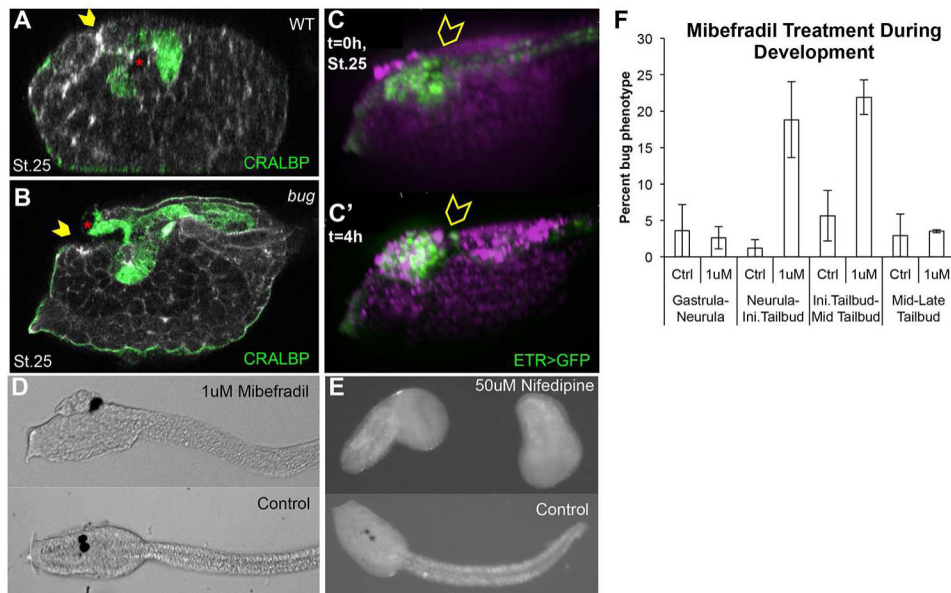 A
WT
*
St.25
CRALBP
B
bug
*
St.25
CRALBP
C
t=0h,
St.25
C'
t=4h
ETR>GFP
D
1uM Mibefradil
Control
E
50uM Nifedipine
Control
F
Mibefradil Treatment During
Development
Percent bug phenotype
30
25
20
15
10
5
0
Ctrl 1uM Ctrl 1uM Ctrl 1uM Ctrl 1uM
Gastrula- Neurula- Ini.Tailbud- Mid-Late
Neurula Ini.Tailbud Mid Tailbud Tailbud